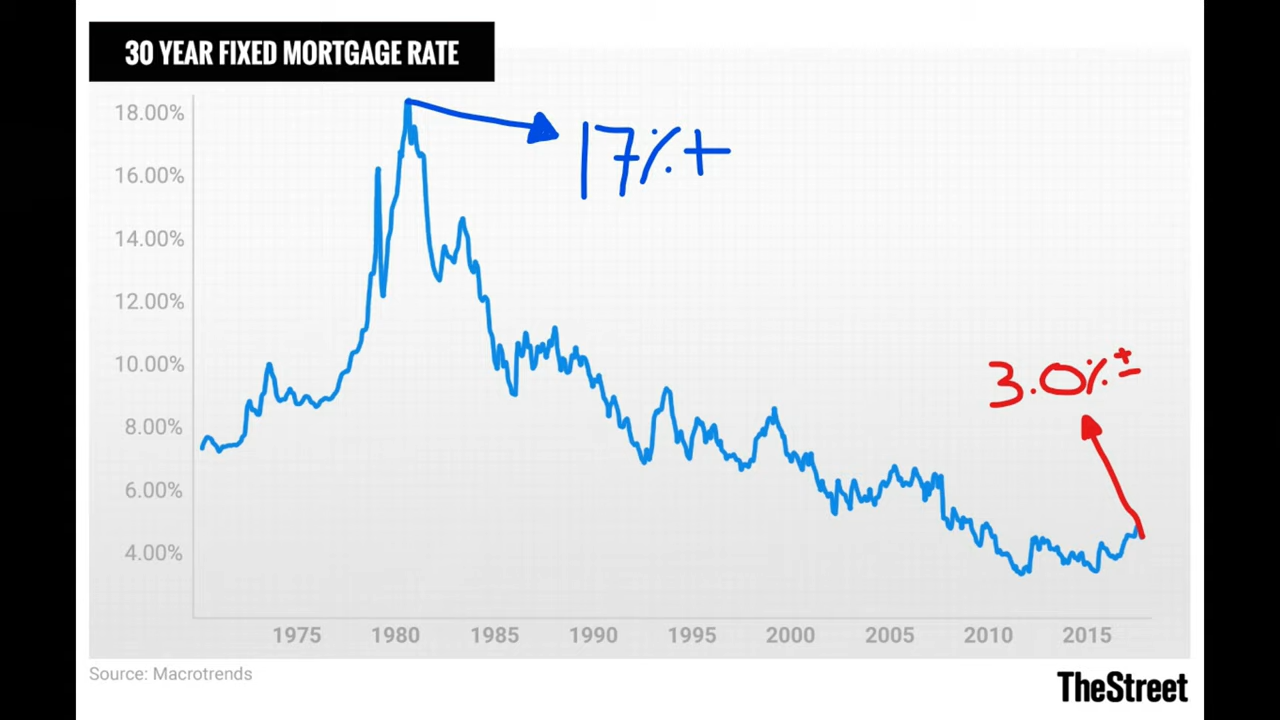 30 YEAR FIXED MORTGAGE RATE
18.00%
17%+
16.00%
14.00%
12.00%
10.00%
3.0%±
8.00%
6.00%
4.00%
1975 1980 1985 1990 1995 2000 2005 2010 2015
Source: Macrotrends
TheStreet